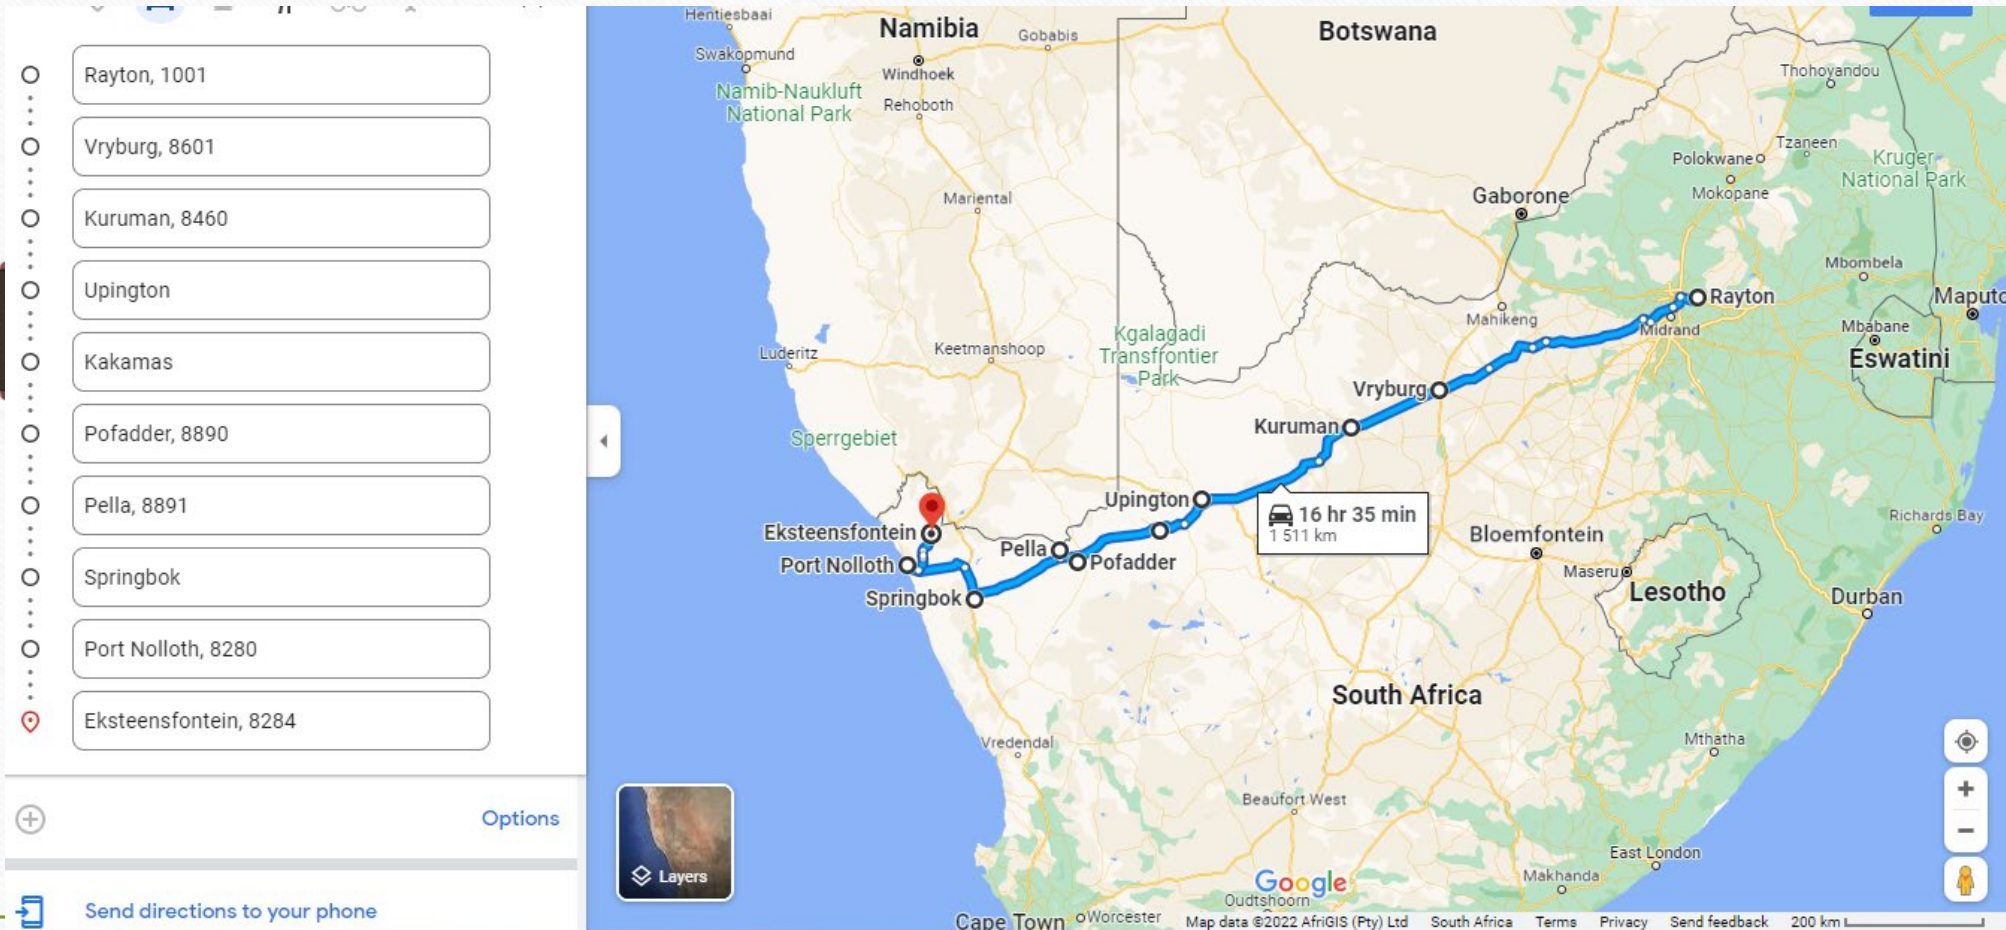 Rayton, 1001
Vryburg, 8601
Kuruman, 8460
Upington
Kakamas
Pofadder, 8890
Pella, 8891
Springbok
Port Nolloth, 8280
Eksteensfontein, 8284
Options
Send directions to your phone
Layers
Hentiesbaai
Namibia
Gobabis
Botswana
Swakopmund
Windhoek
Thohoyandou
Namib-Naukluft
National Park
Rehoboth
Tzaneen
Polokwane
Kruger
National Park
Mokopane
Mariental
Gaborone
Mbombela
Rayton
Maputo
Mahikeng
Midrand
Mbabane
Kgalagadi
Transfrontier
Park
Luderitz
Keetmanshoop
Eswatini
Vryburg
Kuruman
Sperrgebiet
Upington
16 hr 35 min
1 511 km
Richards Bay
Eksteensfontein
Bloemfontein
Pella
Pofadder
Port Nolloth
Maseru
Lesotho
Springbok
Durban
South Africa
Vredendal
Mthatha
Beaufort West
East London
Makhanda
Google
Oudtshoorn
Cape Town
Worcester
Map data ©2022 AfriGIS (Pty) Ltd South Africa Terms Privacy Send feedback 200 km